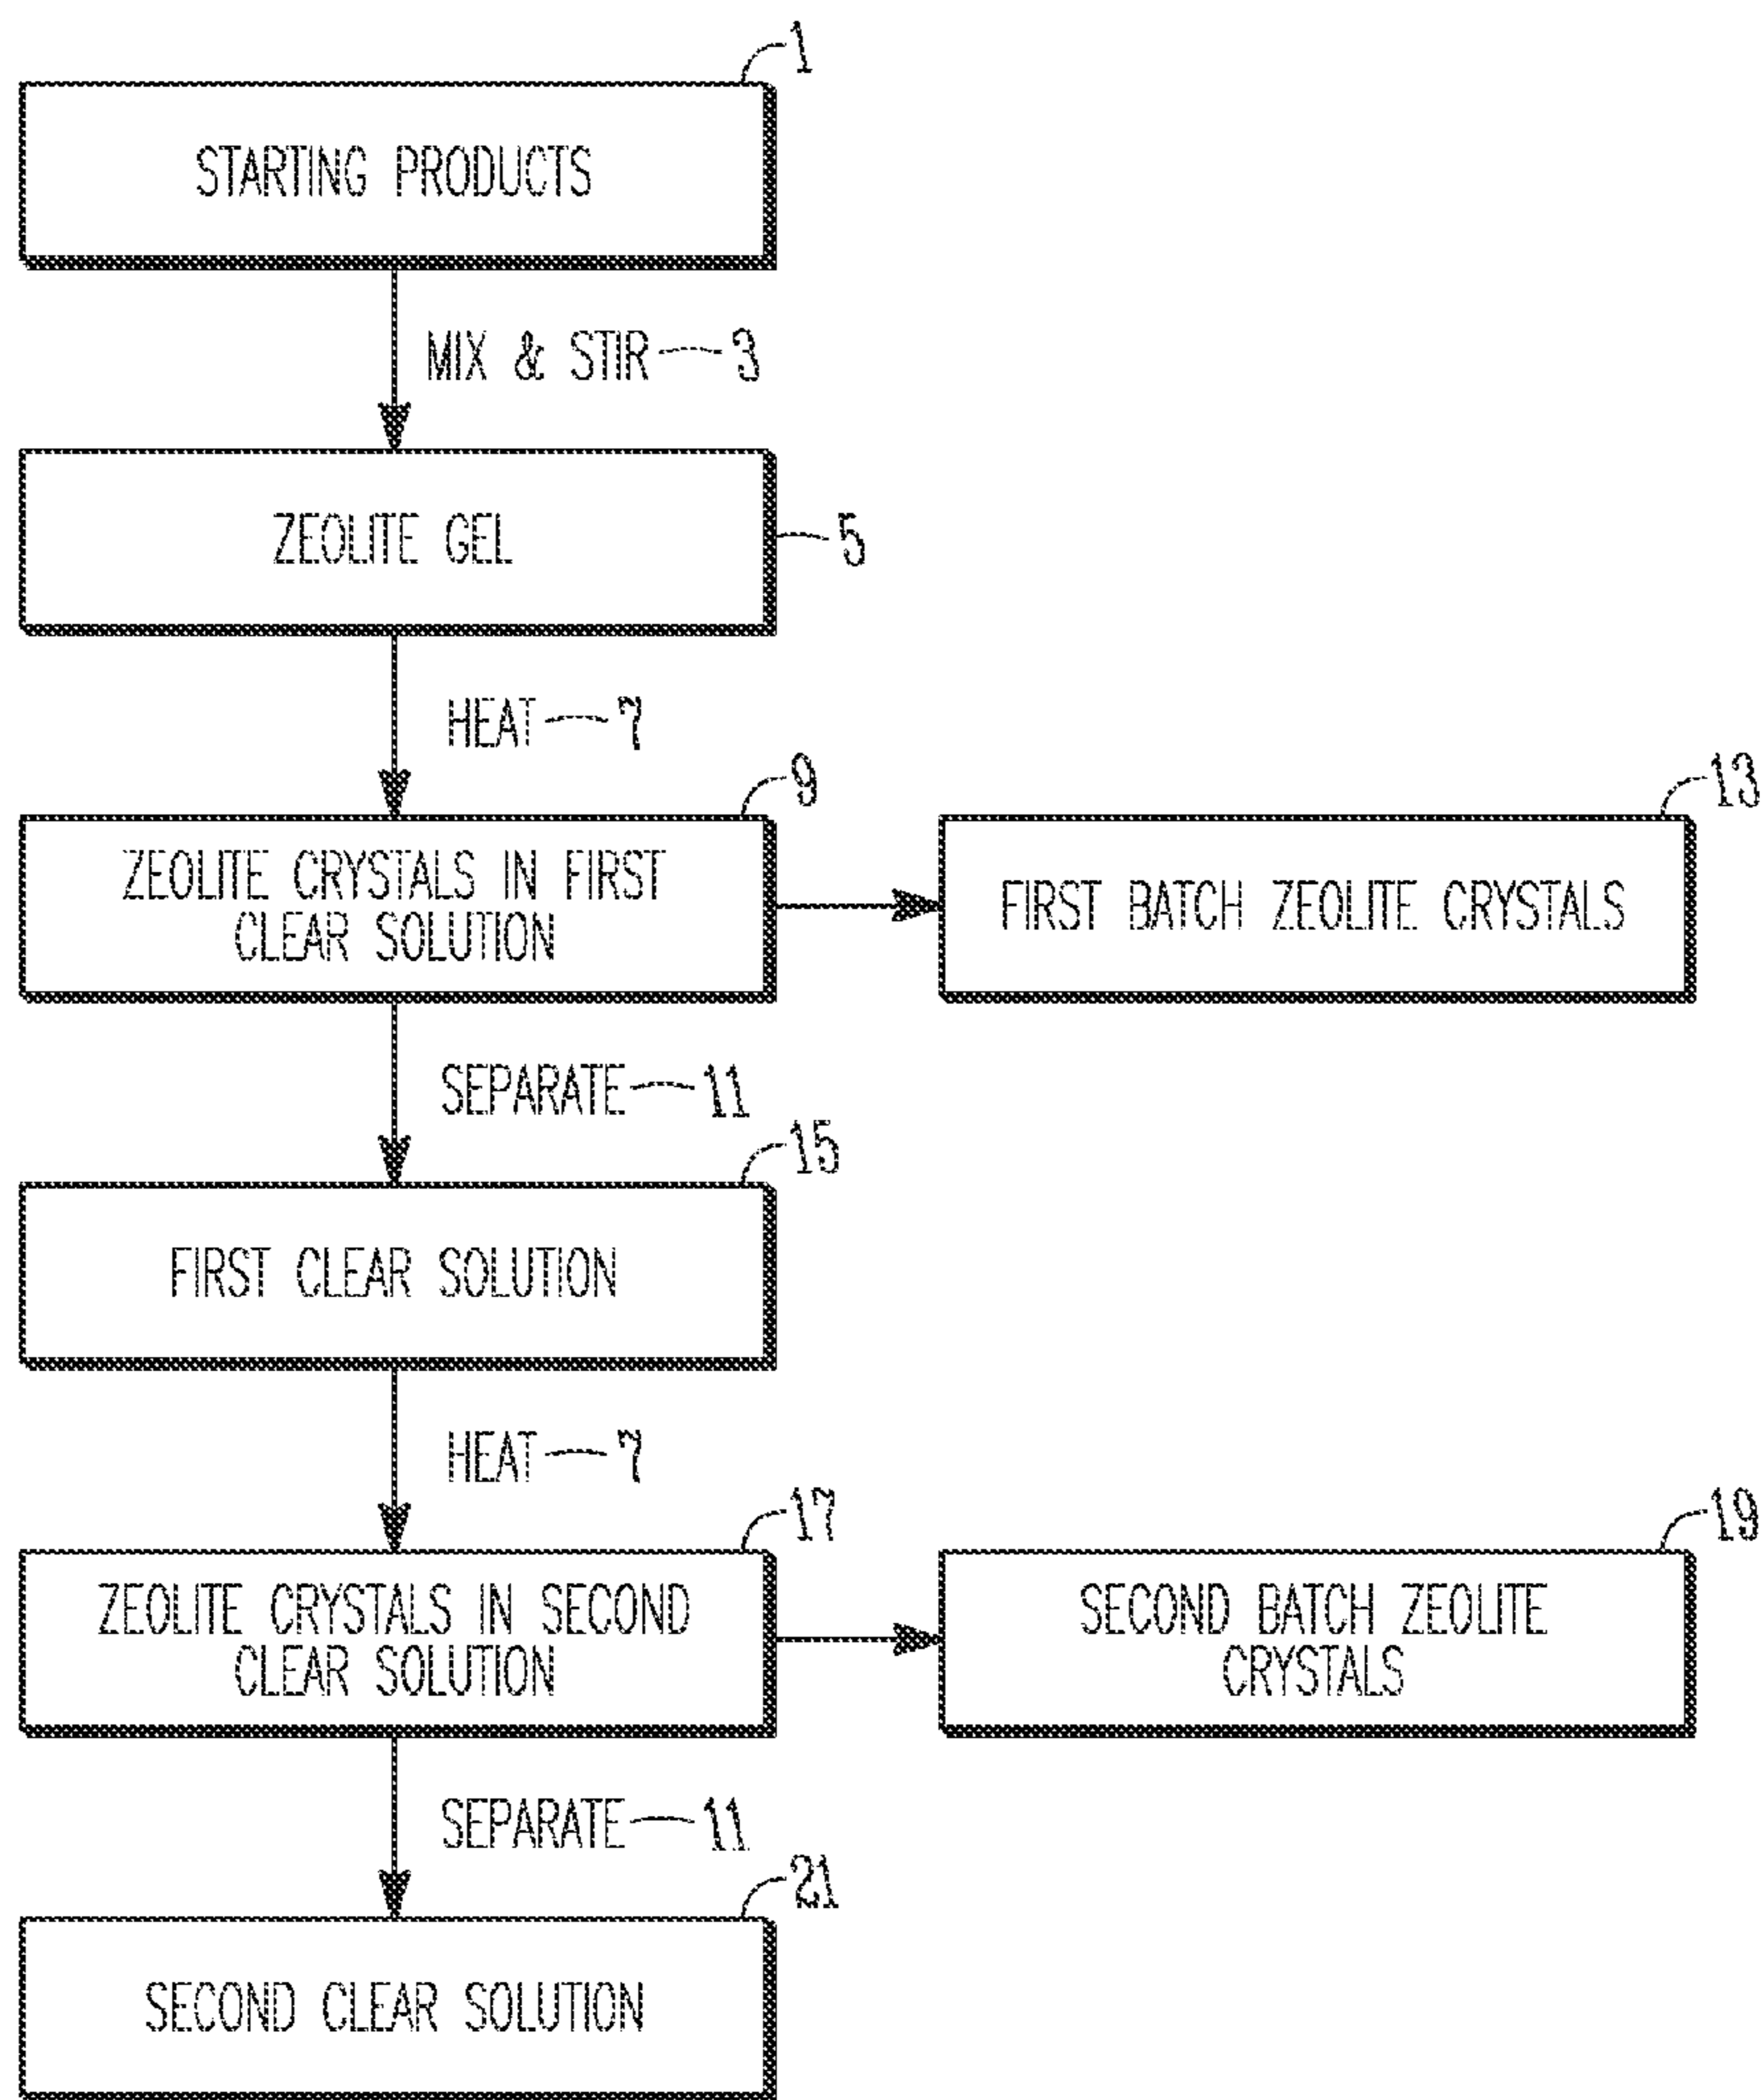 1
STARTING PRODUCTS
MIX & STIR 3
ZEOLITE GEL 5
HEAT 7
9
ZEOLITE CRYSTALS IN FIRST
CLEAR SOLUTION
13
FIRST BATCH ZEOLITE CRYSTALS
SEPARATE 11
15
FIRST CLEAR SOLUTION
HEAT 7
17
ZEOLITE CRYSTALS IN SECOND
CLEAR SOLUTION
19
SECOND BATCH ZEOLITE
CRYSTALS
SEPARATE 11
21
SECOND CLEAR SOLUTION